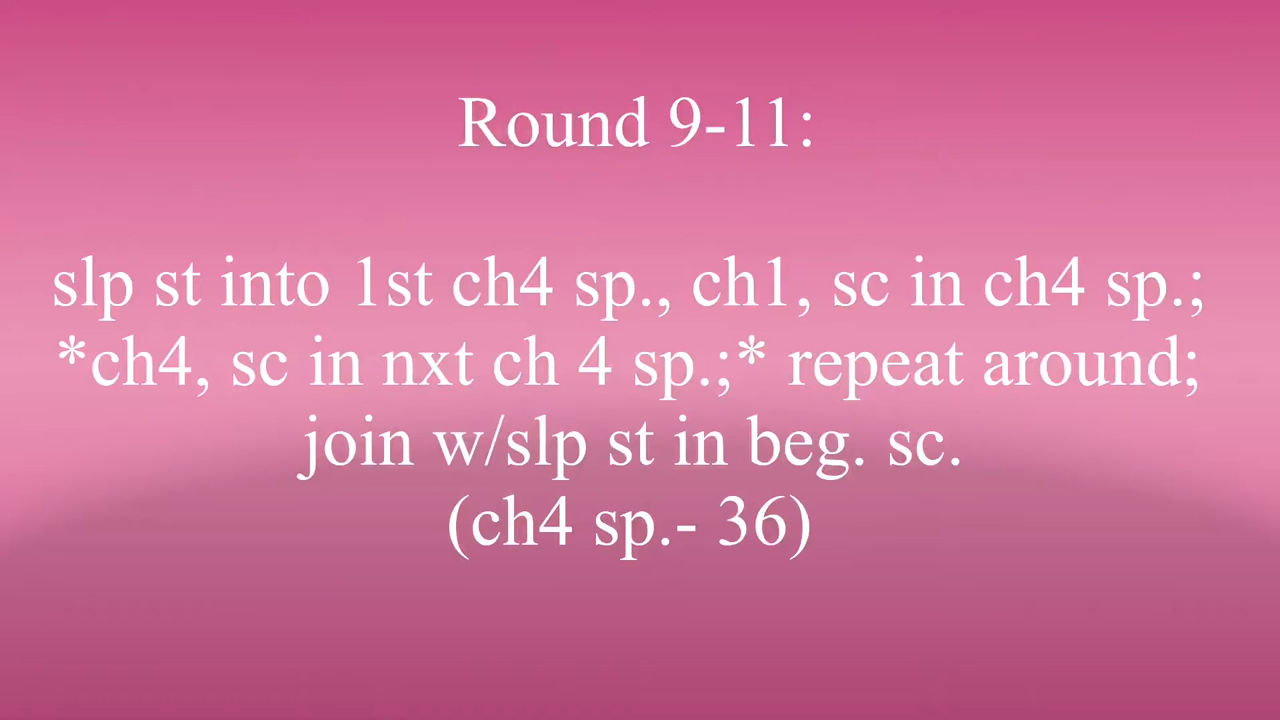 Round 9-11:
slp st into 1st ch4 sp., ch1, sc in ch4 sp.;
*ch4, sc in nxt ch 4 sp.;* repeat around;
join w/slp st in beg. sc.
(ch4 sp.- 36)